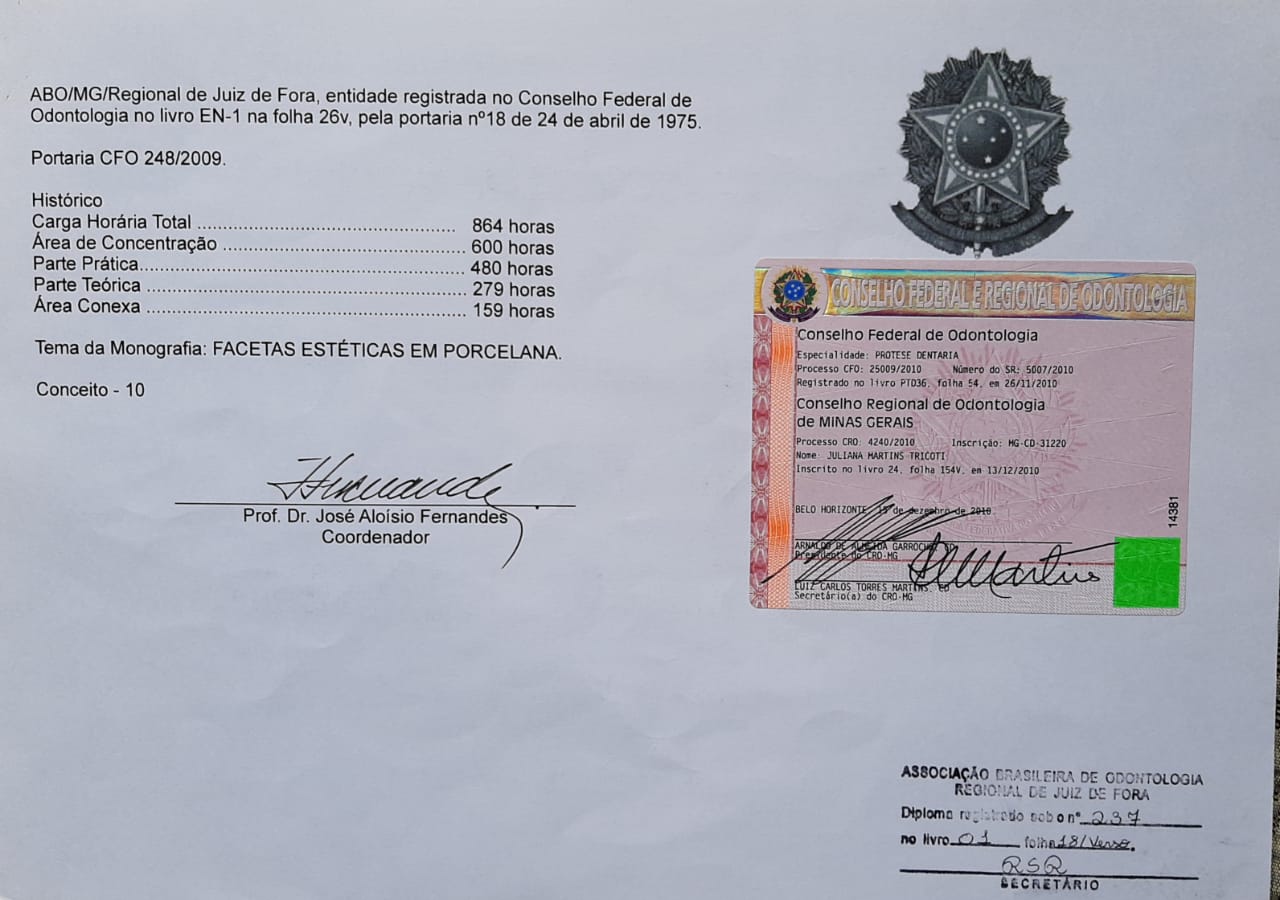 ABO/MG/Regional de Juiz de Fora, entidade registrada no Conselho Federal de
Odontologia no livro EN-1 na folha 26v, pela portaria nº18 de 24 de abril de 1975.
Portaria CFO 248/2009.
Histórico
Carga Horária Total ............................................. 864 horas
Área de Concentração .......................................... 600 horas
Parte Prática......................................................... 480 horas
Parte Teórica ....................................................... 279 horas
Área Conexa ........................................................ 159 horas
Tema da Monografia: FACETAS ESTÉTICAS EM PORCELANA.
Conceito - 10
Prof. Dr. José Aloísio Fernandes
Coordenador
CONSELHO FEDERAL E REGIONAL DE ODONTOLOGIA
Conselho Federal de Odontologia
Especialidade: PROTESE DENTARIA
Processo CFO: 25009/2010 Número do SR: 5007/2010
Registrado no livro PTD36, folha 54, em 26/11/2010
Conselho Regional de Odontologia
de MINAS GERAIS
Processo CRO: 4240/2010 Inscrição: MG-CD-31220
Nome: JULIANA MARTINS TRICOTI
Inscrito no livro 24, folha 154V, em 13/12/2010
BELO HORIZONTE, 15 de dezembro de 2010.
ARNALDO DE ALMEIDA GARROCHO, CD
Presidente do CRO-MG
LUIZ CARLOS TORRES MARTINS, CD
Secretário(a) do CRO-MG
14381
ASSOCIAÇÃO BRASILEIRA DE ODONTOLOGIA
REGIONAL DE JUIZ DE FORA
Diploma registrado sob o nº 237
no livro 01 folha 18/Verso.
RSR
SECRETÁRIO